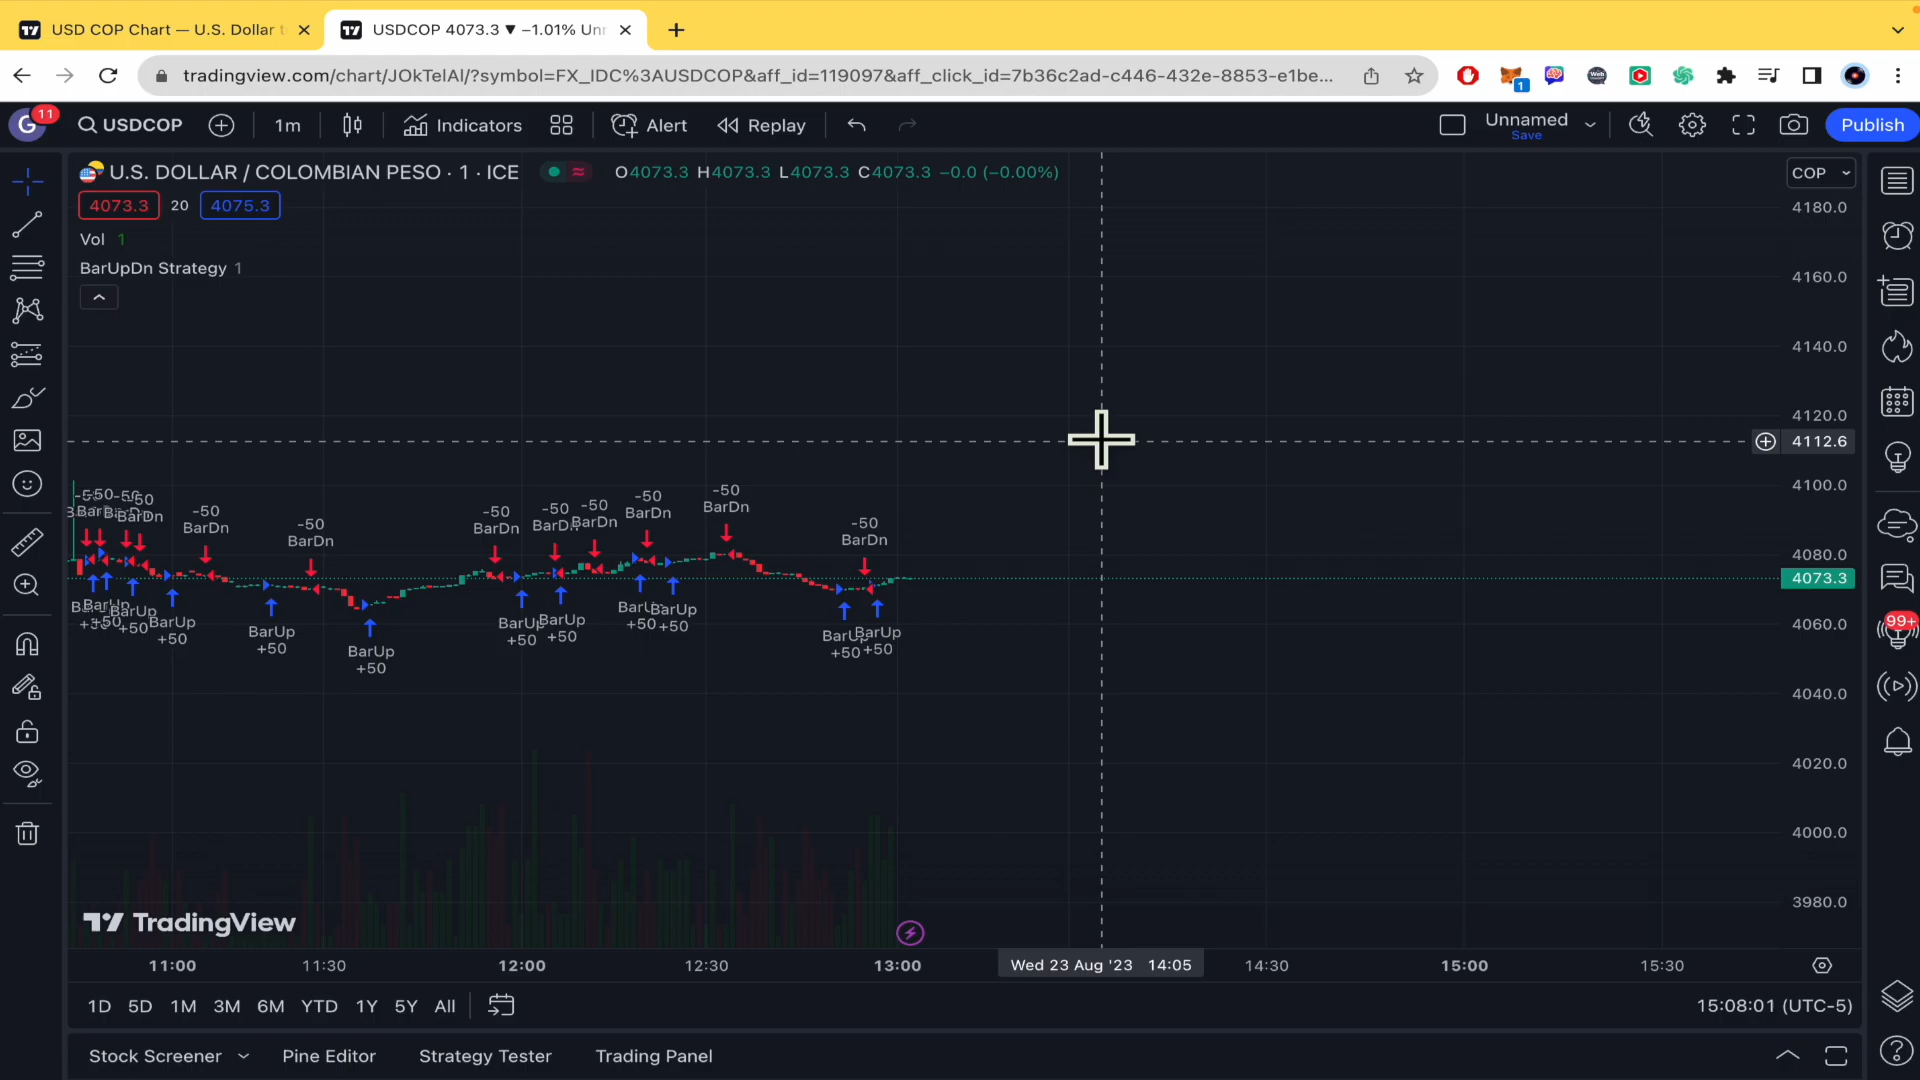 USD COP Chart — U.S. Dollar t
USDCOP 4073.3 ▼ −1.01% Unn
tradingview.com/chart/JOkTelAl/?symbol=FX_IDC%3AUSDCOP&aff_id=119097&aff_click_id=7b36c2ad-c446-432e-8853-e1be...
1
G
11
USDCOP
1m
Indicators
Alert
Replay
Unnamed
Save
Publish
U.S. DOLLAR / COLOMBIAN PESO · 1 · ICE
O4073.3 H4073.3 L4073.3 C4073.3 −0.0 (−0.00%)
COP
4073.3 20 4075.3
Vol 1
BarUpDn Strategy 1
4180.0
4160.0
4140.0
4120.0
4112.6
4100.0
4080.0
4073.3
4060.0
4040.0
4020.0
4000.0
3980.0
-50
BarDn
-50
BarDn
-50
BarDn
-50
BarDn
-50
BarDn
-50
BarDn
-50
BarDn
-50
BarDn
-50
BarDn
BarUp
+50
BarUp
+50
BarUp
+50
BarUp
+50
BarUp
+50
BarUp
+50
BarUp
+50
BarUp
+50
BarUp
+50
BarUp
+50
BarUp
+50
99+
TradingView
11:00 11:30 12:00 12:30 13:00 Wed 23 Aug '23 14:05 14:30 15:00 15:30
1D 5D 1M 3M 6M YTD 1Y 5Y All
15:08:01 (UTC-5)
Stock Screener Pine Editor Strategy Tester Trading Panel